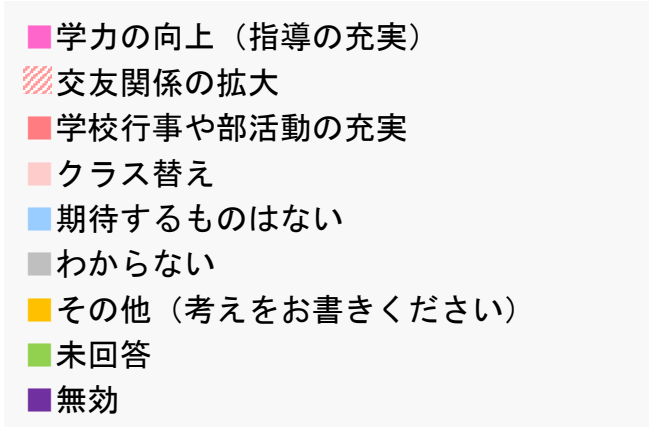 学力の向上（指導の充実）
交友関係の拡大
学校行事や部活動の充実
クラス替え
期待するものはない
わからない
その他（考えをお書きください）
未回答
無効